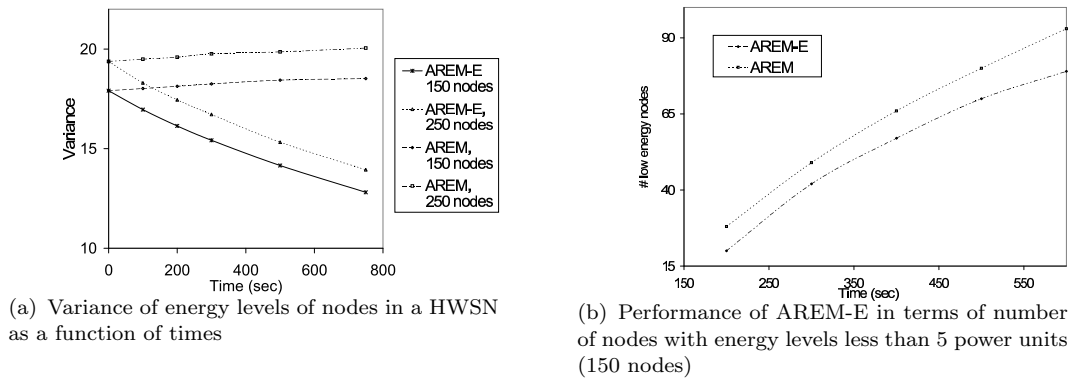 20
15
10
Variance
0
200
400
600
800
Time (sec)
AREM-E
150 nodes
AREM-E,
250 nodes
AREM,
150 nodes
AREM,
250 nodes
(a) Variance of energy levels of nodes in a HWSN
as a function of times
90
65
40
15
# low energy nodes
AREM-E
AREM
150
250
350
450
550
Time (sec)
(b) Performance of AREM-E in terms of number
of nodes with energy levels less than 5 power units
(150 nodes)